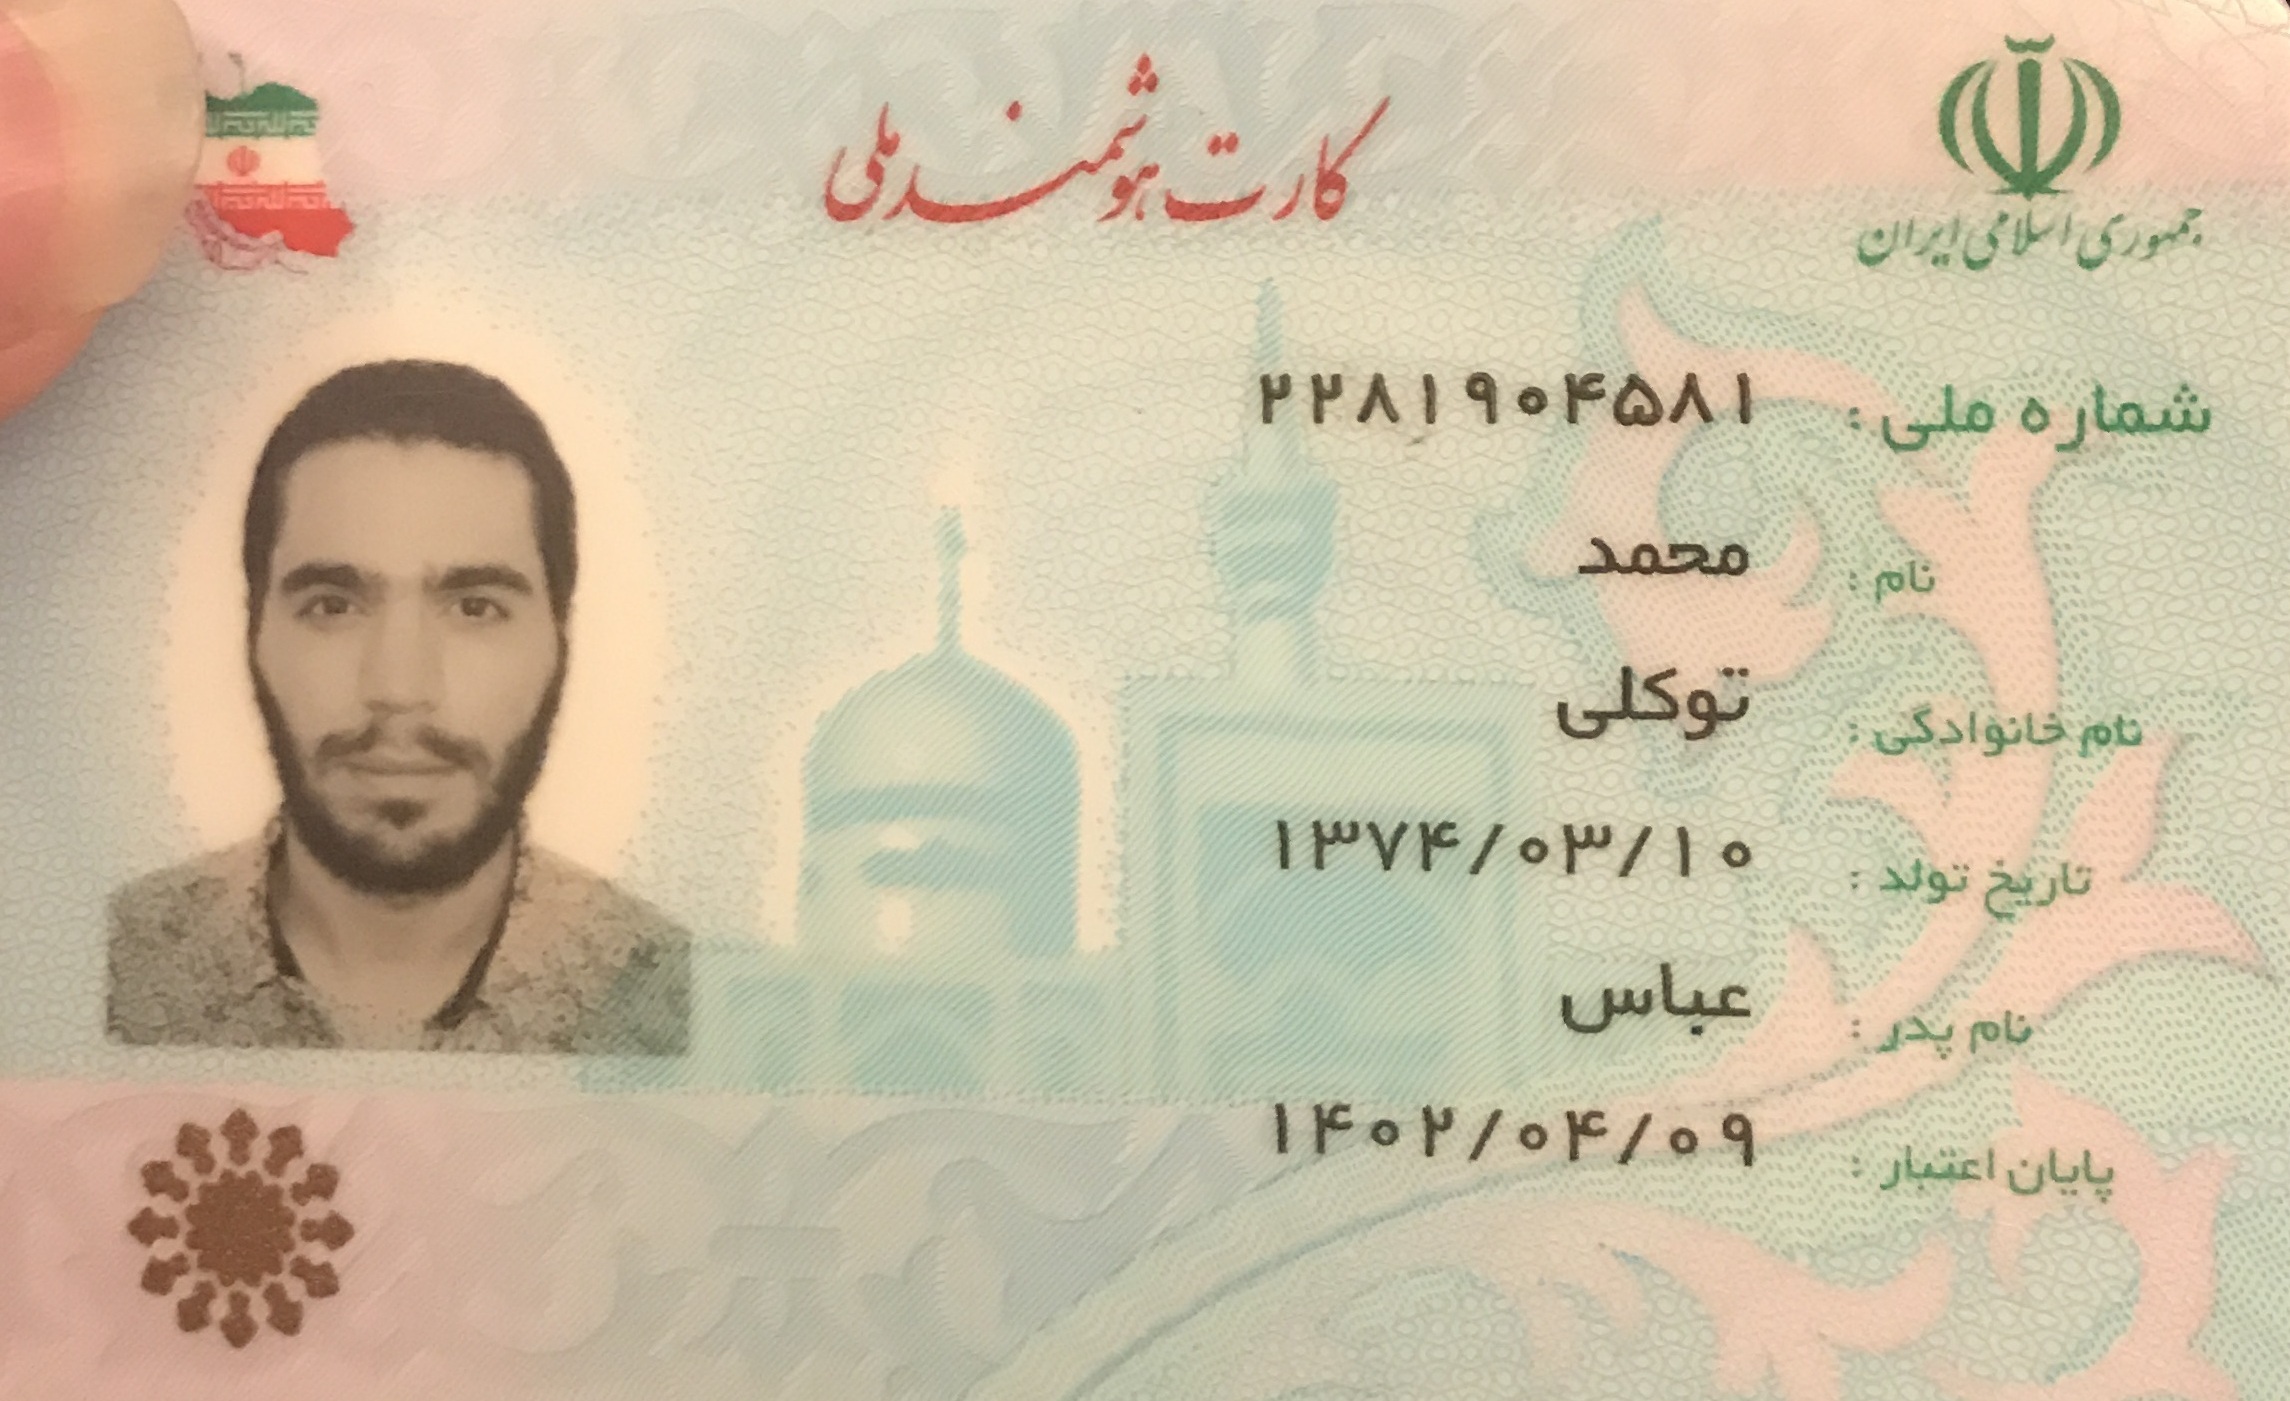 کارت هوشمند ملی
جمهوری اسلامی ایران
شماره ملی : ۲۲۸۱۹۰۴۵۸۱
نام : محمد
نام خانوادگی : توکلی
تاریخ تولد : ۱۳۷۴/۰۳/۱۰
نام پدر : عباس
پایان اعتبار : ۱۴۰۲/۰۴/۰۹